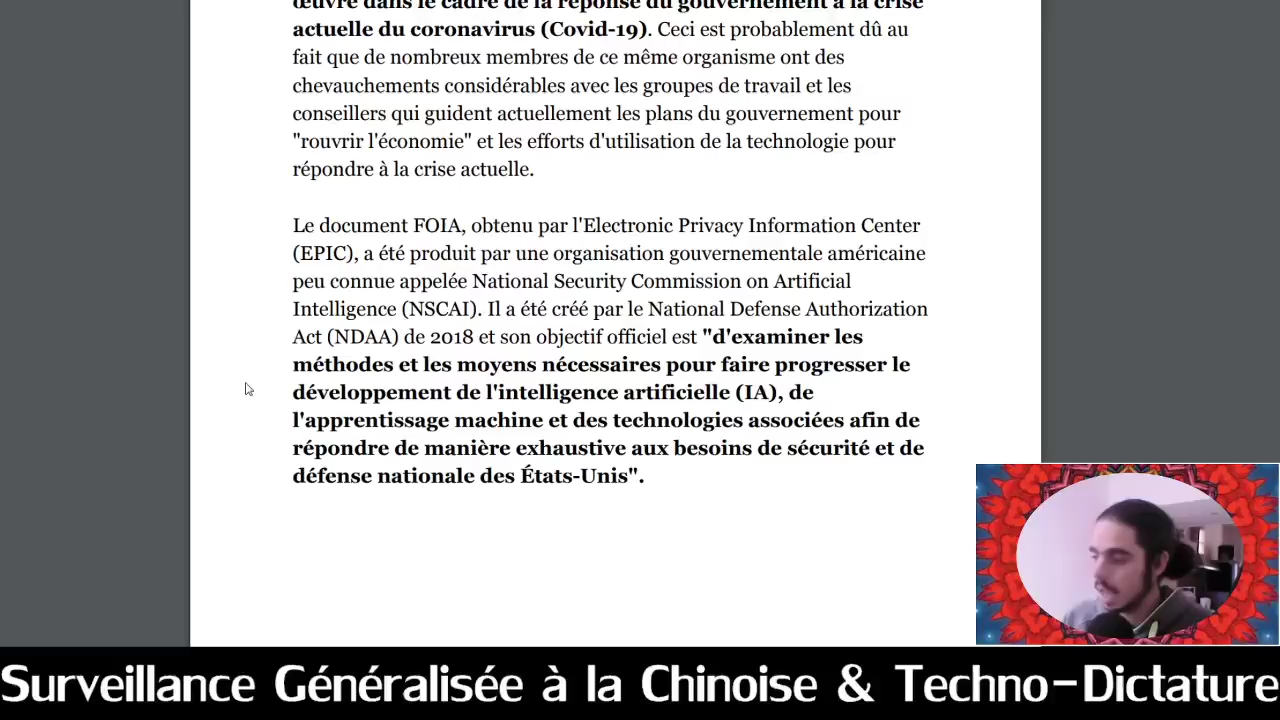 œuvre dans le cadre de la réponse du gouvernement à la crise
actuelle du coronavirus (Covid-19). Ceci est probablement dû au
fait que de nombreux membres de ce même organisme ont des
chevauchements considérables avec les groupes de travail et les
conseillers qui guident actuellement les plans du gouvernement pour
"rouvrir l'économie" et les efforts d'utilisation de la technologie pour
répondre à la crise actuelle.
Le document FOIA, obtenu par l'Electronic Privacy Information Center
(EPIC), a été produit par une organisation gouvernementale américaine
peu connue appelée National Security Commission on Artificial
Intelligence (NSCAI). Il a été créé par le National Defense Authorization
Act (NDAA) de 2018 et son objectif officiel est "d'examiner les
méthodes et les moyens nécessaires pour faire progresser le
développement de l'intelligence artificielle (IA), de
l'apprentissage machine et des technologies associées afin de
répondre de manière exhaustive aux besoins de sécurité et de
défense nationale des États-Unis".
Surveillance Généralisée à la Chinoise & Techno-Dictature